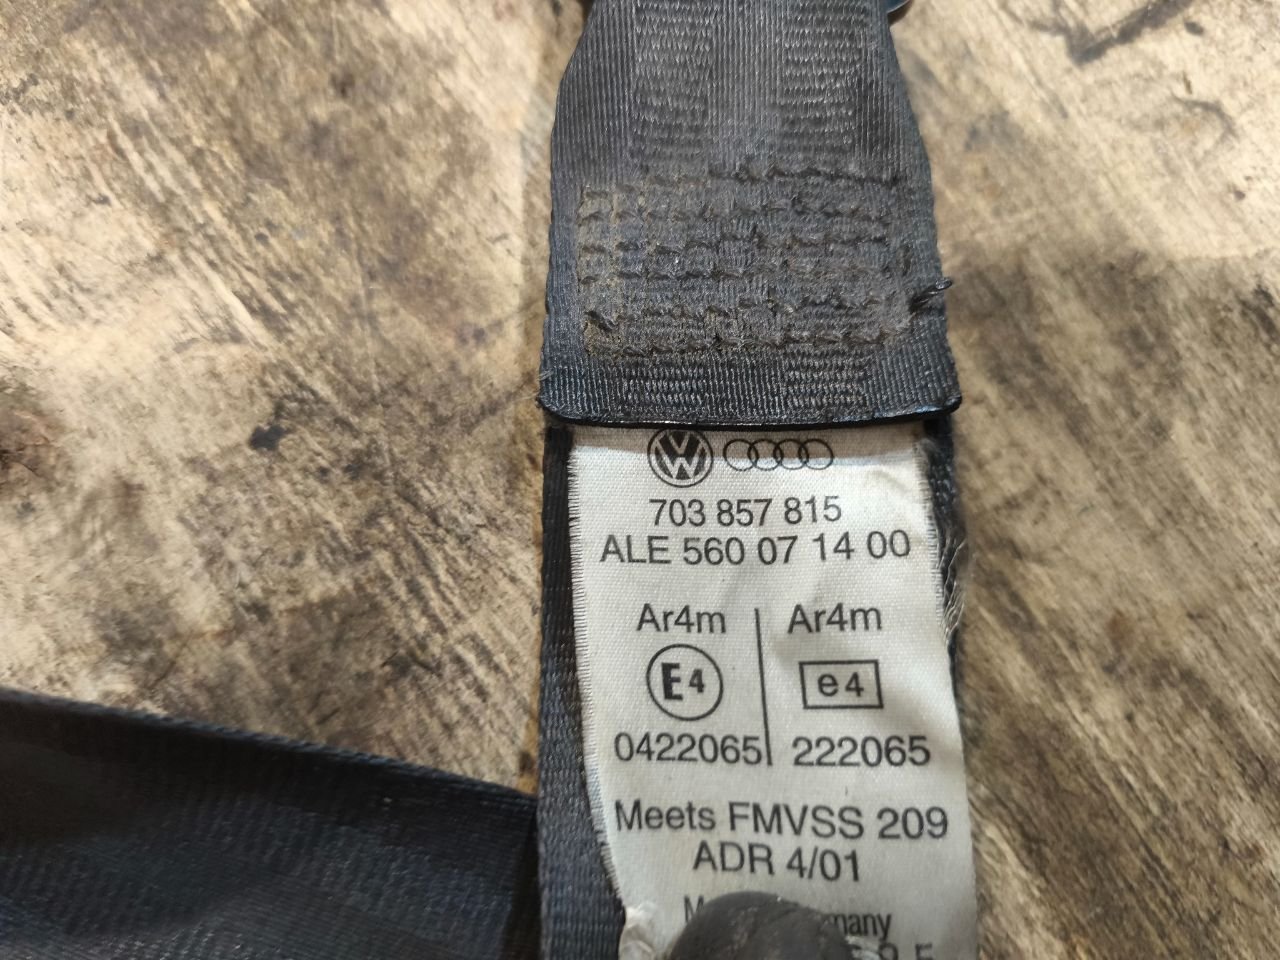 703 857 815
ALE 560 07 14 00
Ar4m Ar4m
E4 e4
0422065 222065
Meets FMVSS 209
ADR 4/01